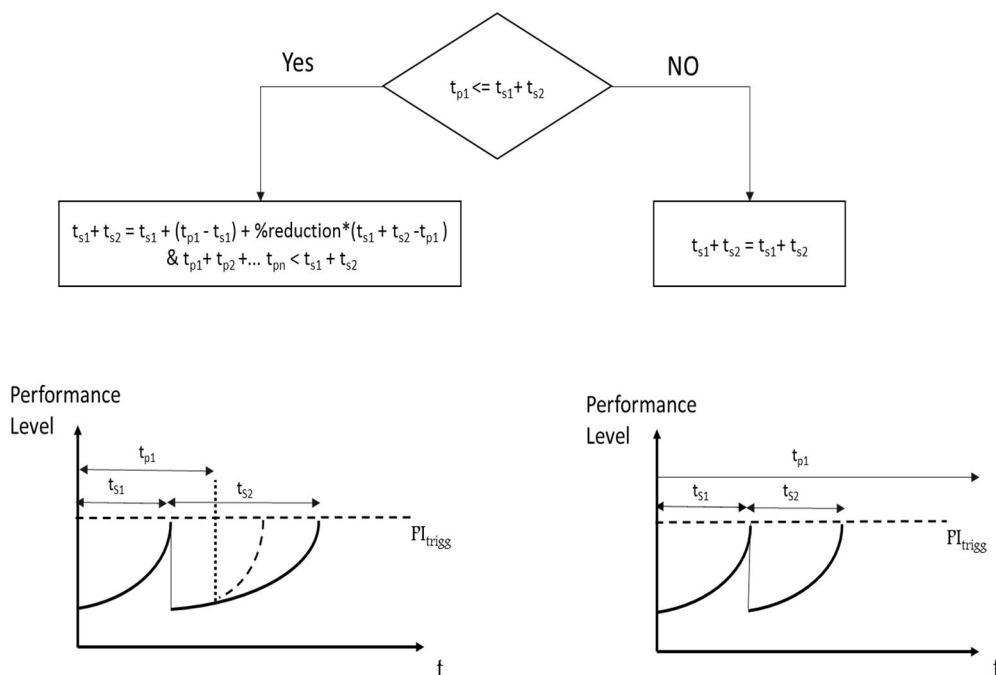 Yes
NO
t_p1 <= t_s1 + t_s2
t_s1 + t_s2 = t_s1 + (t_p1 - t_s1) + %reduction*(t_s1 + t_s2 -t_p1)
& t_p1 + t_p2 +... t_pn < t_s1 + t_s2
t_s1 + t_s2 = t_s1 + t_s2
Performance
Level
t_p1
t_S1
t_S2
PI_trigg
t
Performance
Level
t_p1
t_S1
t_S2
PI_trigg
t